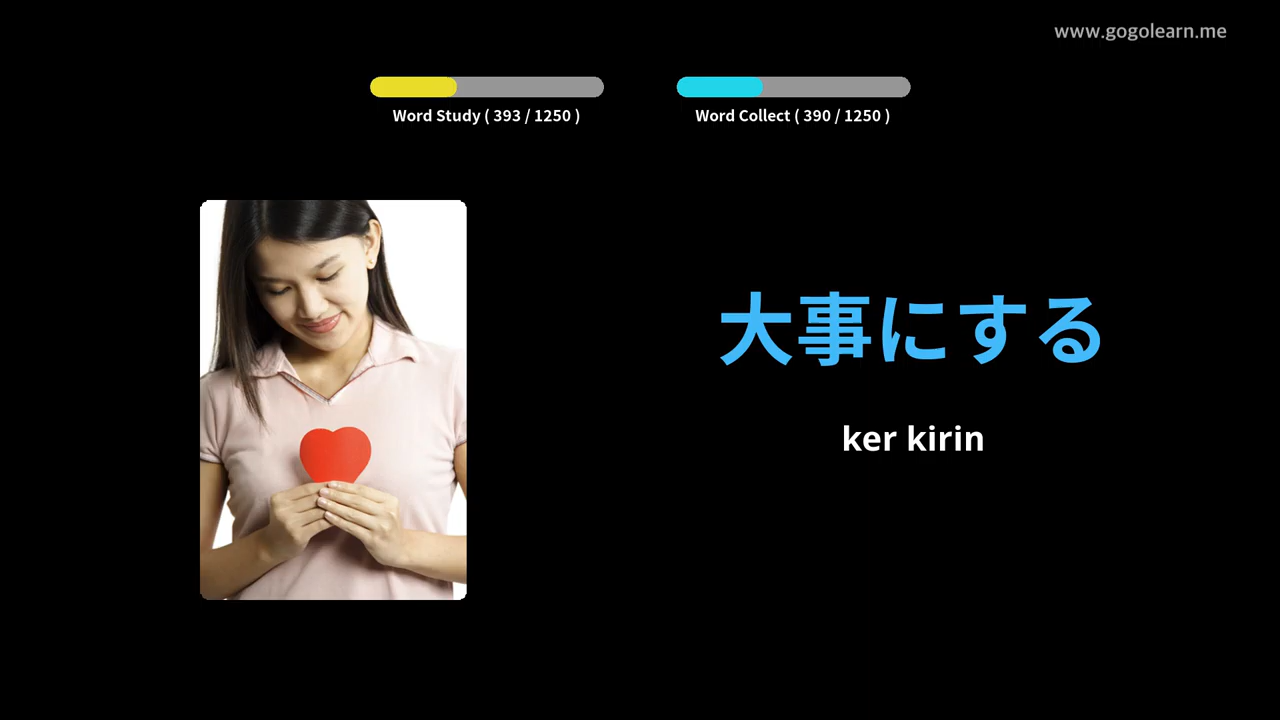 www.gogolearn.me
Word Study ( 393 / 1250 )
Word Collect ( 390 / 1250 )
大事にする
ker kirin